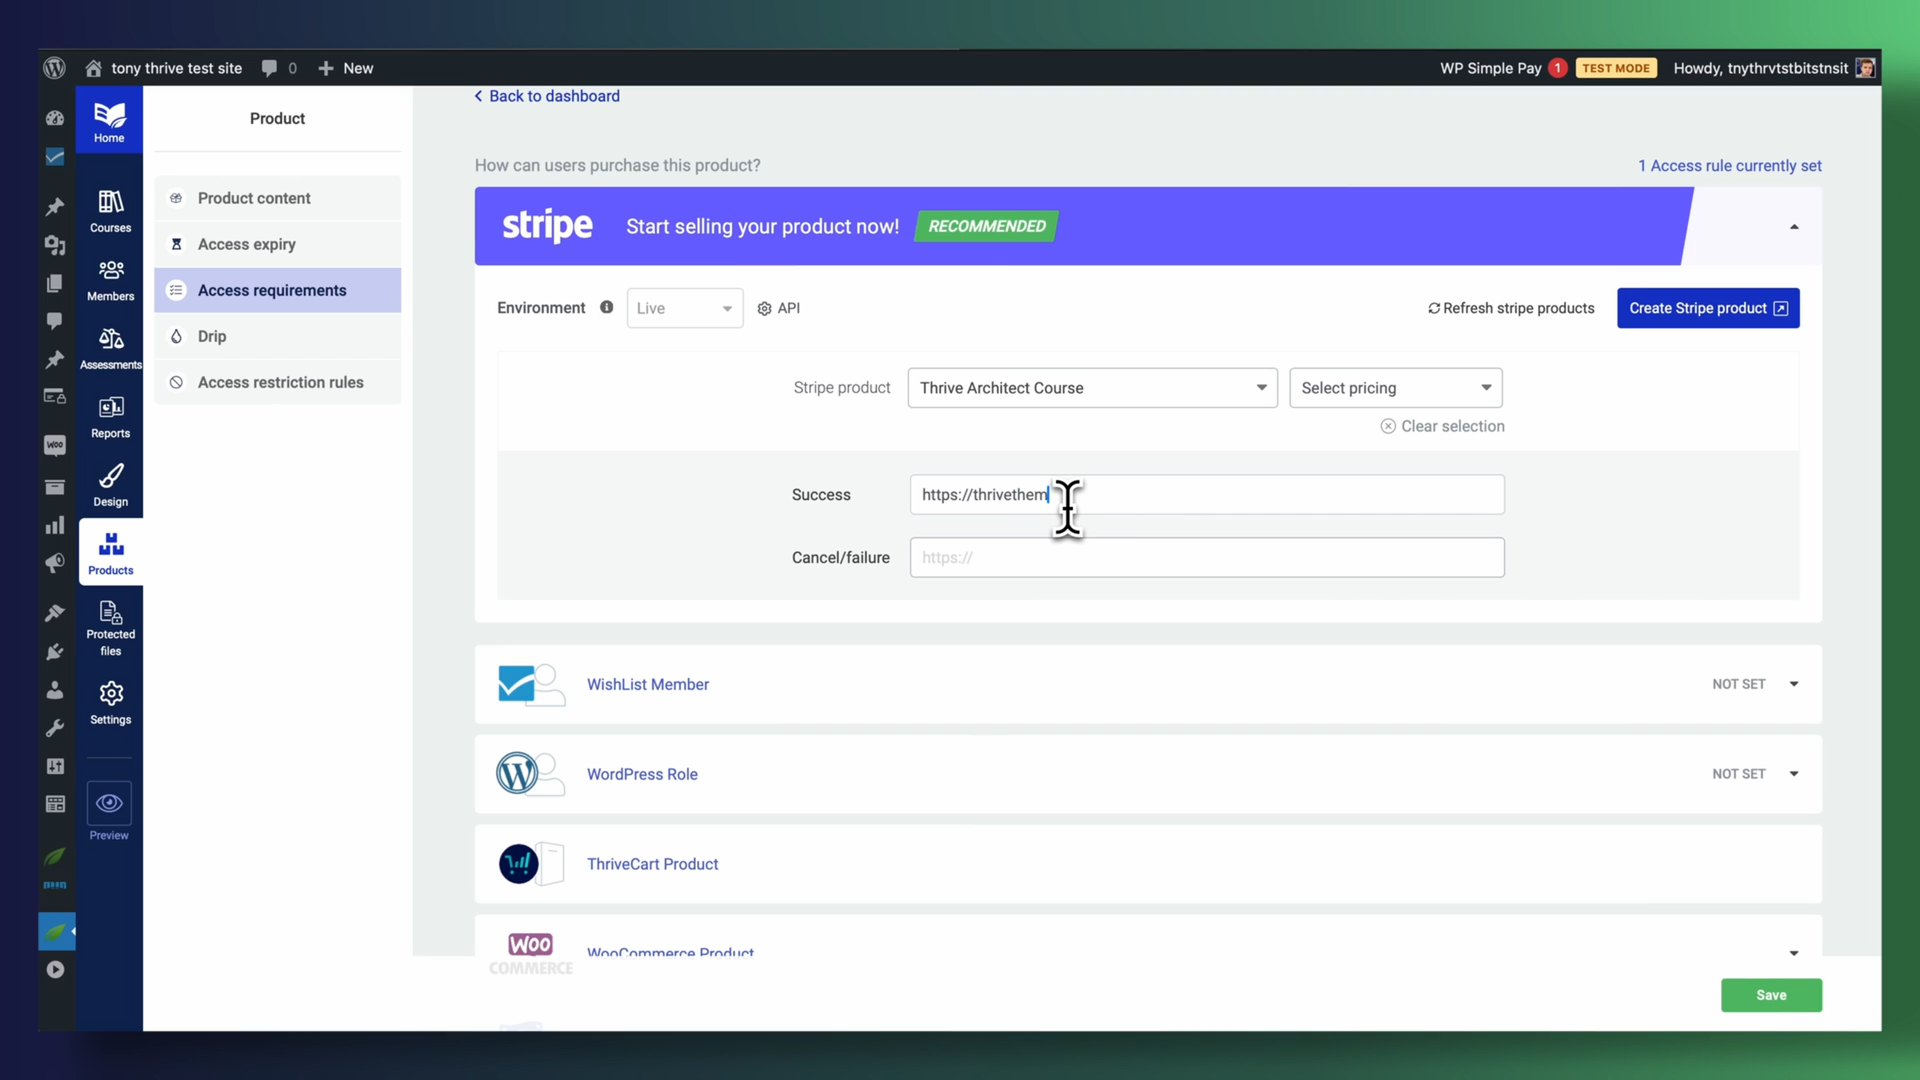 tony thrive test site
0
New
WP Simple Pay
1
TEST MODE
Howdy, tnythrvtstbitstnsit
Home
Courses
Members
Assessments
Reports
Design
Products
Protected
files
Settings
Preview
Product
Product content
Access expiry
Access requirements
Drip
Access restriction rules
Back to dashboard
How can users purchase this product?
1 Access rule currently set
stripe
Start selling your product now!
RECOMMENDED
Environment
Live
API
Refresh stripe products
Create Stripe product
Stripe product
Thrive Architect Course
Select pricing
Clear selection
Success
https://thrivethem
Cancel/failure
https://
WishList Member
NOT SET
WordPress Role
NOT SET
ThriveCart Product
WOO
COMMERCE
WooCommerce Product
Save
WOO